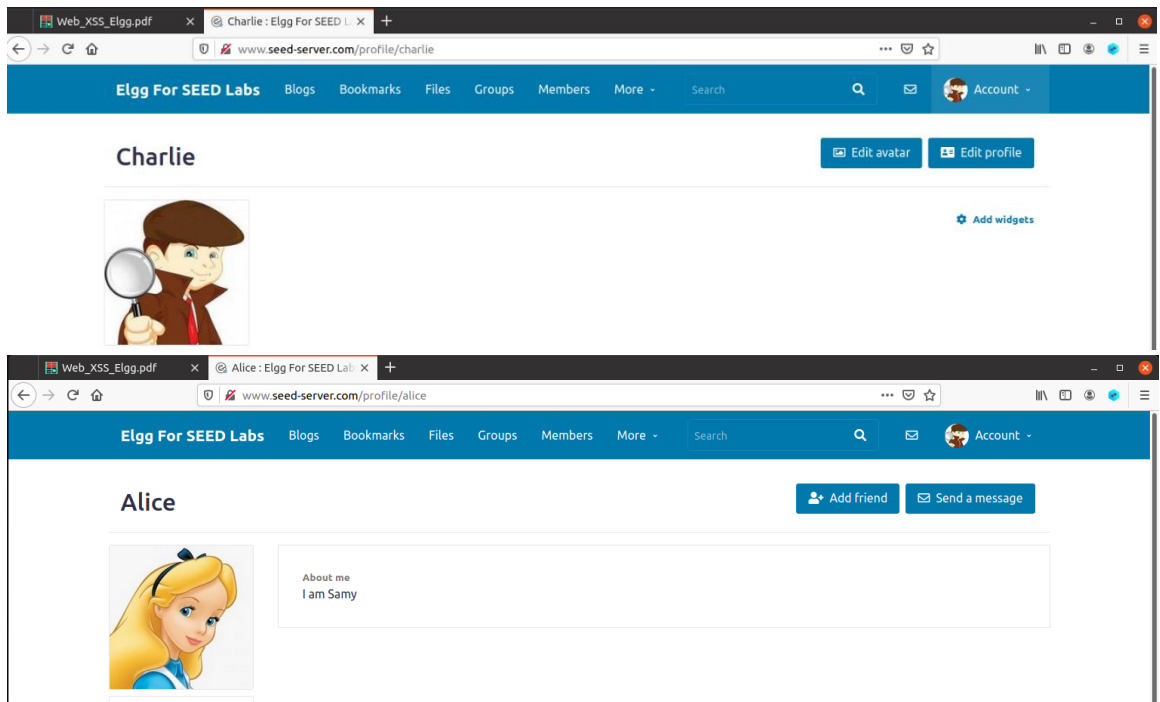 Web_XSS_Elgg.pdf Charlie : Elgg For SEED L
www.seed-server.com/profile/charlie
Elgg For SEED Labs Blogs Bookmarks Files Groups Members More Search Account
Charlie Edit avatar Edit profile
Add widgets
Web_XSS_Elgg.pdf Alice : Elgg For SEED Lab
www.seed-server.com/profile/alice
Elgg For SEED Labs Blogs Bookmarks Files Groups Members More Search Account
Alice Add friend Send a message
About me
I am Samy